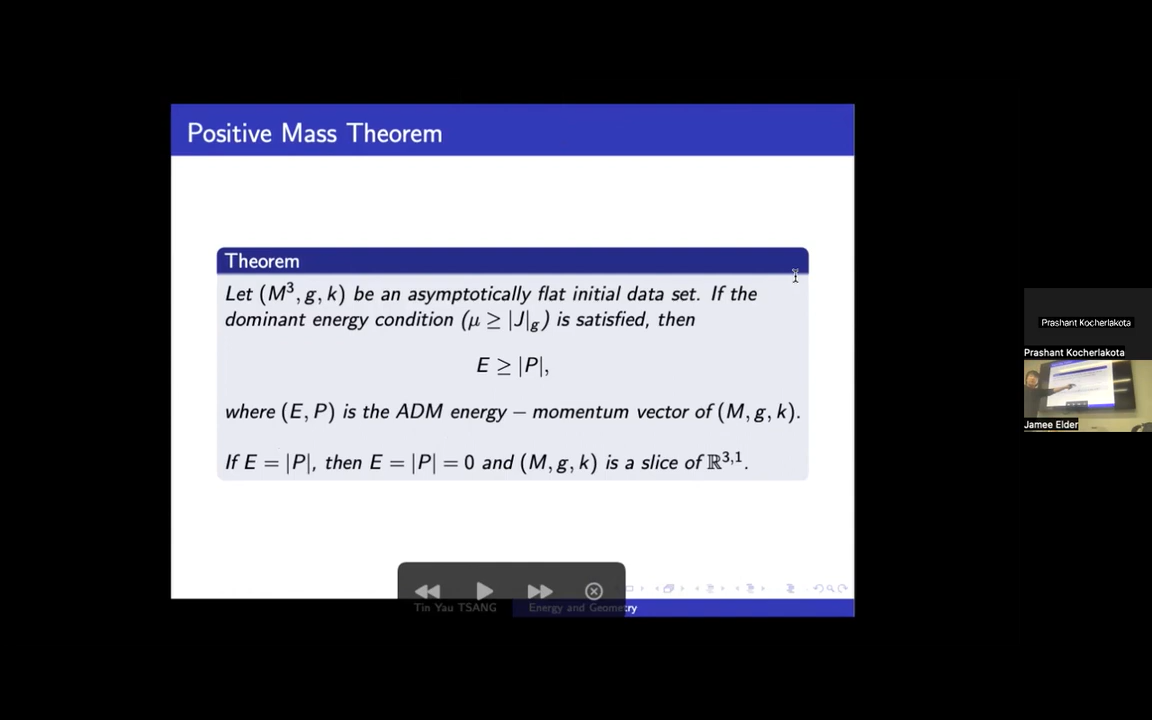 Positive Mass Theorem
Theorem
Let (M³, g, k) be an asymptotically flat initial data set. If the
dominant energy condition (μ ≥ |J|_g) is satisfied, then
E ≥ |P|,
where (E, P) is the ADM energy − momentum vector of (M, g, k).
If E = |P|, then E = |P| = 0 and (M, g, k) is a slice of ℝ³,¹.
Tin Yau TSANG
Energy and Geometry
Prashant Kocherlakota
Prashant Kocherlakota
Jamee Elder